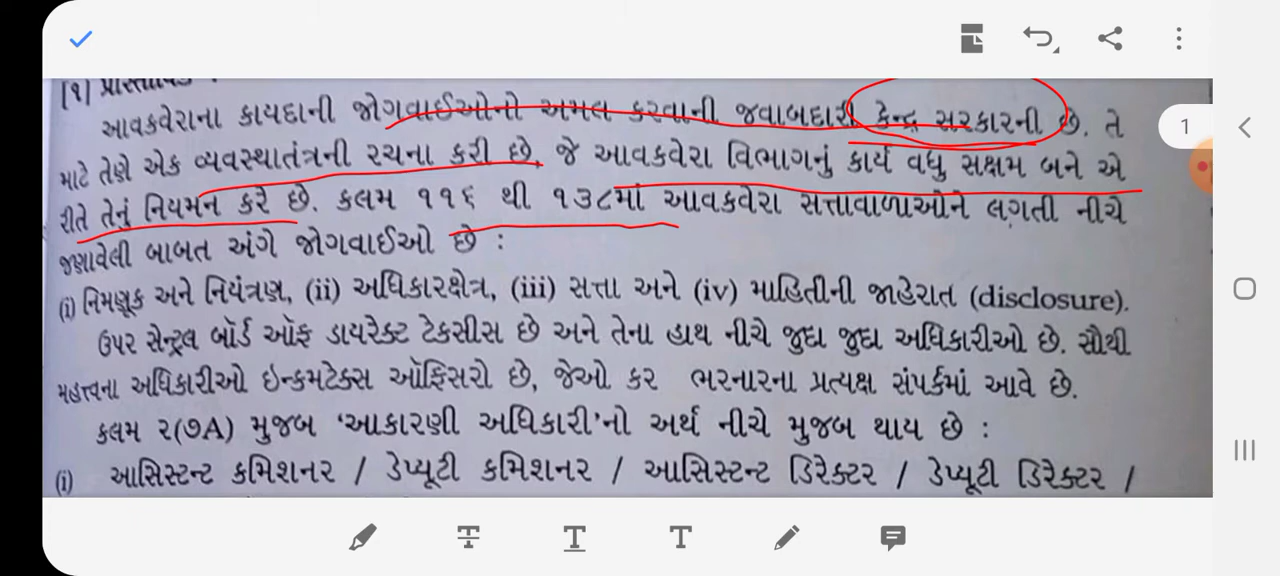 [૧] પ્રાસ્તાવિક :
આવકવેરાના કાયદાની જોગવાઈઓનો અમલ કરવાની જવાબદારી કેન્દ્ર સરકારની છે. તે
માટે તેણે એક વ્યવસ્થાતંત્રની રચના કરી છે, જે આવકવેરા વિભાગનું કાર્ય વધુ સક્ષમ બને એ
રીતે તેનું નિયમન કરે છે. કલમ ૧૧૬ થી ૧૩૮માં આવકવેરા સત્તાવાળાઓને લગતી નીચે
જણાવેલી બાબત અંગે જોગવાઈઓ છે :
(i) નિમણૂક અને નિયંત્રણ, (ii) અધિકારક્ષેત્ર, (iii) સત્તા અને (iv) માહિતીની જાહેરાત (disclosure).
ઉપર સેન્ટ્રલ બૉર્ડ ઑફ ડાયરેક્ટ ટેકસીસ છે અને તેના હાથ નીચે જુદા જુદા અધિકારીઓ છે. સૌથી
મહત્ત્વના અધિકારીઓ ઇન્કમટેક્સ ઑફિસરો છે, જેઓ કર ભરનારના પ્રત્યક્ષ સંપર્કમાં આવે છે.
કલમ ૨(૭A) મુજબ ‘આકારણી અધિકારી’નો અર્થ નીચે મુજબ થાય છે :
(i) આસિસ્ટન્ટ કમિશનર / ડેપ્યૂટી કમિશનર / આસિસ્ટન્ટ ડિરેક્ટર / ડેપ્યૂટી ડિરેક્ટર /
1
T
T
T